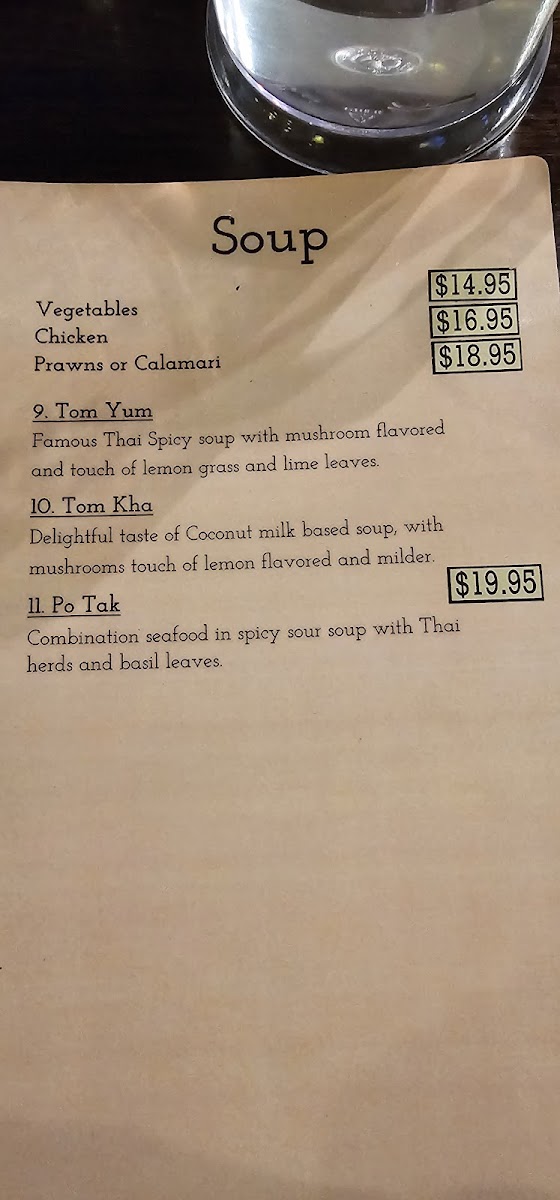 Soup
Vegetables $14.95
Chicken $16.95
Prawns or Calamari $18.95
9. Tom Yum
Famous Thai Spicy soup with mushroom flavored
and touch of lemon grass and lime leaves.
10. Tom Kha
Delightful taste of Coconut milk based soup, with
mushrooms touch of lemon flavored and milder.
11. Po Tak $19.95
Combination seafood in spicy sour soup with Thai
herds and basil leaves.